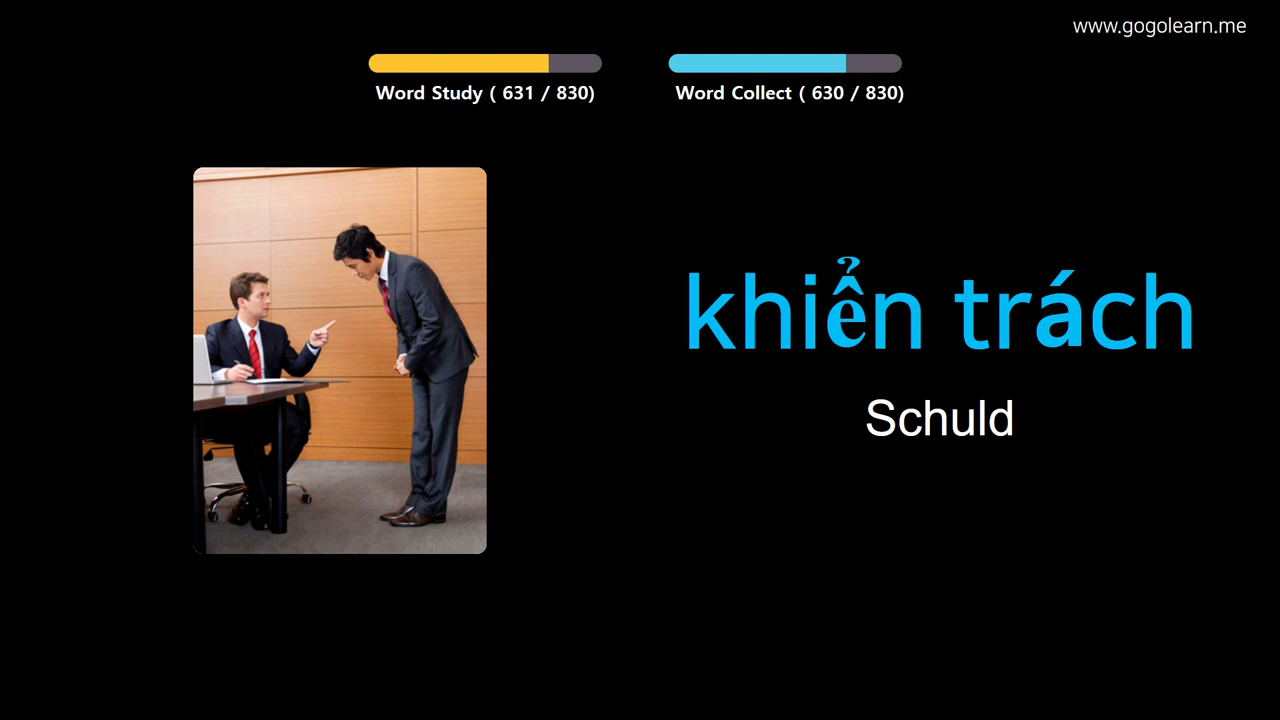 www.gogolearn.me
Word Study ( 631 / 830)
Word Collect ( 630 / 830)
khiển trách
Schuld